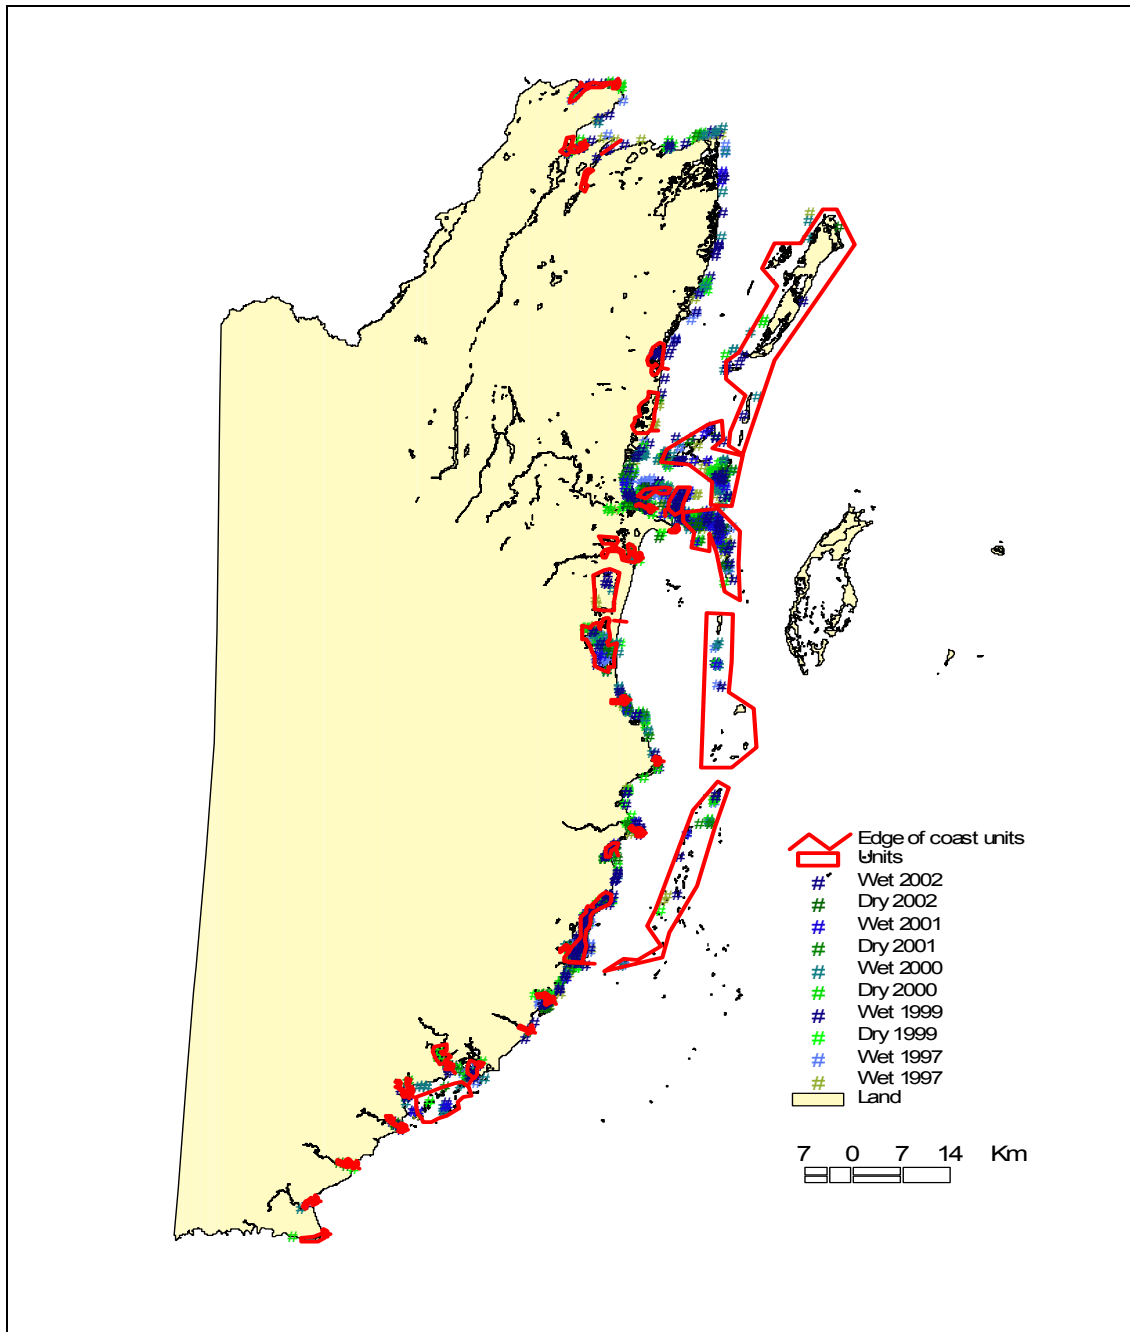 Edge of coast units
Units
# Wet 2002
# Dry 2002
# Wet 2001
# Dry 2001
# Wet 2000
# Dry 2000
# Wet 1999
# Dry 1999
# Wet 1997
# Wet 1997
Land
7 0 7 14 Km